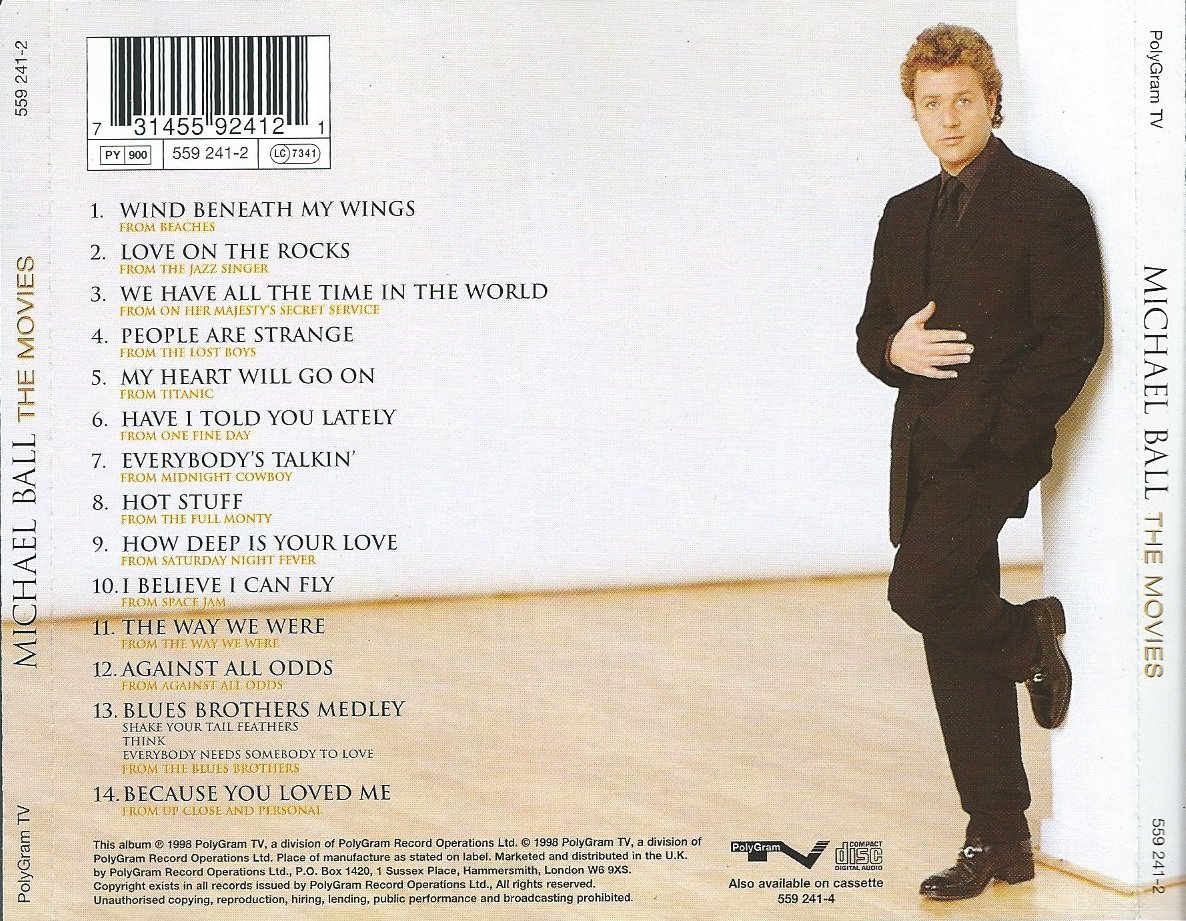 559 241-2
MICHAEL BALL THE MOVIES
PolyGram TV
7 31455 92412 1
PY 900
559 241-2
LC 7341
1. WIND BENEATH MY WINGS
FROM BEACHES
2. LOVE ON THE ROCKS
FROM THE JAZZ SINGER
3. WE HAVE ALL THE TIME IN THE WORLD
FROM ON HER MAJESTY'S SECRET SERVICE
4. PEOPLE ARE STRANGE
FROM THE LOST BOYS
5. MY HEART WILL GO ON
FROM TITANIC
6. HAVE I TOLD YOU LATELY
FROM ONE FINE DAY
7. EVERYBODY'S TALKIN'
FROM MIDNIGHT COWBOY
8. HOT STUFF
FROM THE FULL MONTY
9. HOW DEEP IS YOUR LOVE
FROM SATURDAY NIGHT FEVER
10. I BELIEVE I CAN FLY
FROM SPACE JAM
11. THE WAY WE WERE
FROM THE WAY WE WERE
12. AGAINST ALL ODDS
FROM AGAINST ALL ODDS
13. BLUES BROTHERS MEDLEY
SHAKE YOUR TAIL FEATHERS
THINK
EVERYBODY NEEDS SOMEBODY TO LOVE
FROM THE BLUES BROTHERS
14. BECAUSE YOU LOVED ME
FROM UP CLOSE AND PERSONAL
This album ℗ 1998 PolyGram TV, a division of PolyGram Record Operations Ltd. © 1998 PolyGram TV, a division of
PolyGram Record Operations Ltd. Place of manufacture as stated on label. Marketed and distributed in the U.K.
by PolyGram Record Operations Ltd., P.O. Box 1420, 1 Sussex Place, Hammersmith, London W6 9XS.
Copyright exists in all records issued by PolyGram Record Operations Ltd., All rights reserved.
Unauthorised copying, reproduction, hiring, lending, public performance and broadcasting prohibited.
PolyGram TV
COMPACT
disc
DIGITAL AUDIO
Also available on cassette
559 241-4
PolyGram TV
MICHAEL BALL THE MOVIES
559 241-2